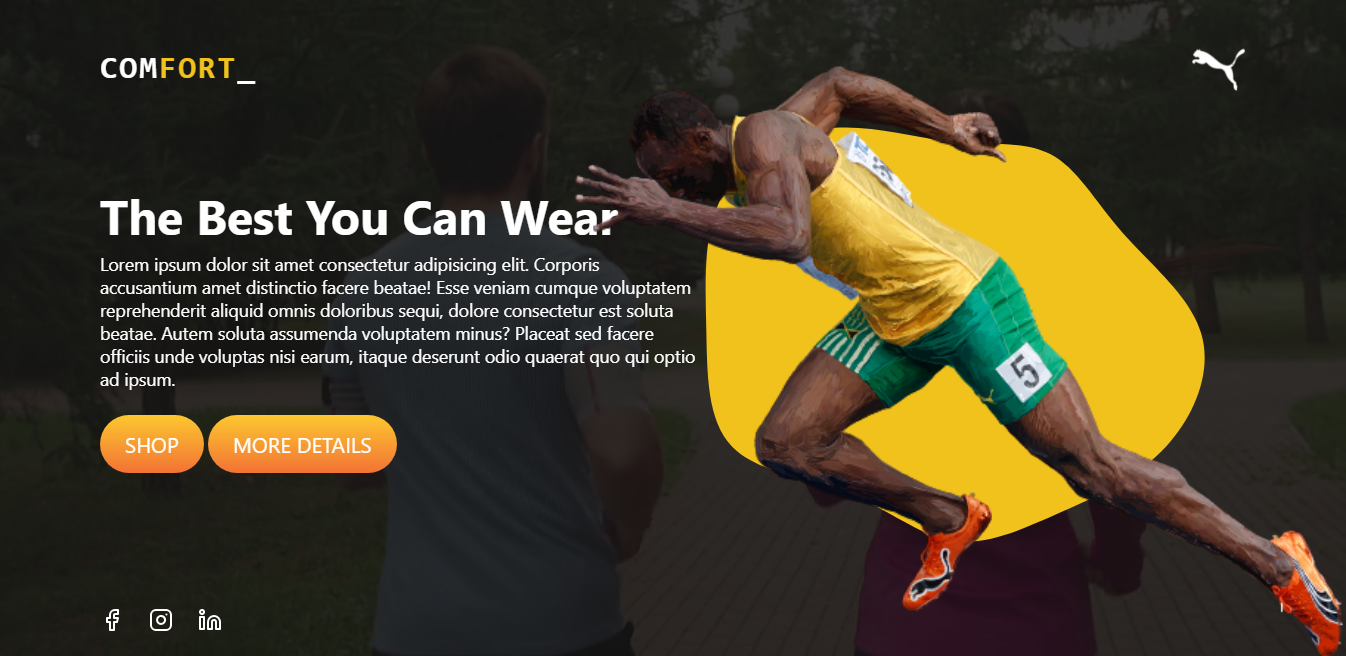 COMFORT_
The Best You Can Wear
Lorem ipsum dolor sit amet consectetur adipisicing elit. Corporis
accusantium amet distinctio facere beatae! Esse veniam cumque voluptatem
reprehenderit aliquid omnis doloribus sequi, dolore consectetur est soluta
beatae. Autem soluta assumenda voluptatem minus? Placeat sed facere
officiis unde voluptas nisi earum, itaque deserunt odio quaerat quo qui optio
ad ipsum.
SHOP
MORE DETAILS
5